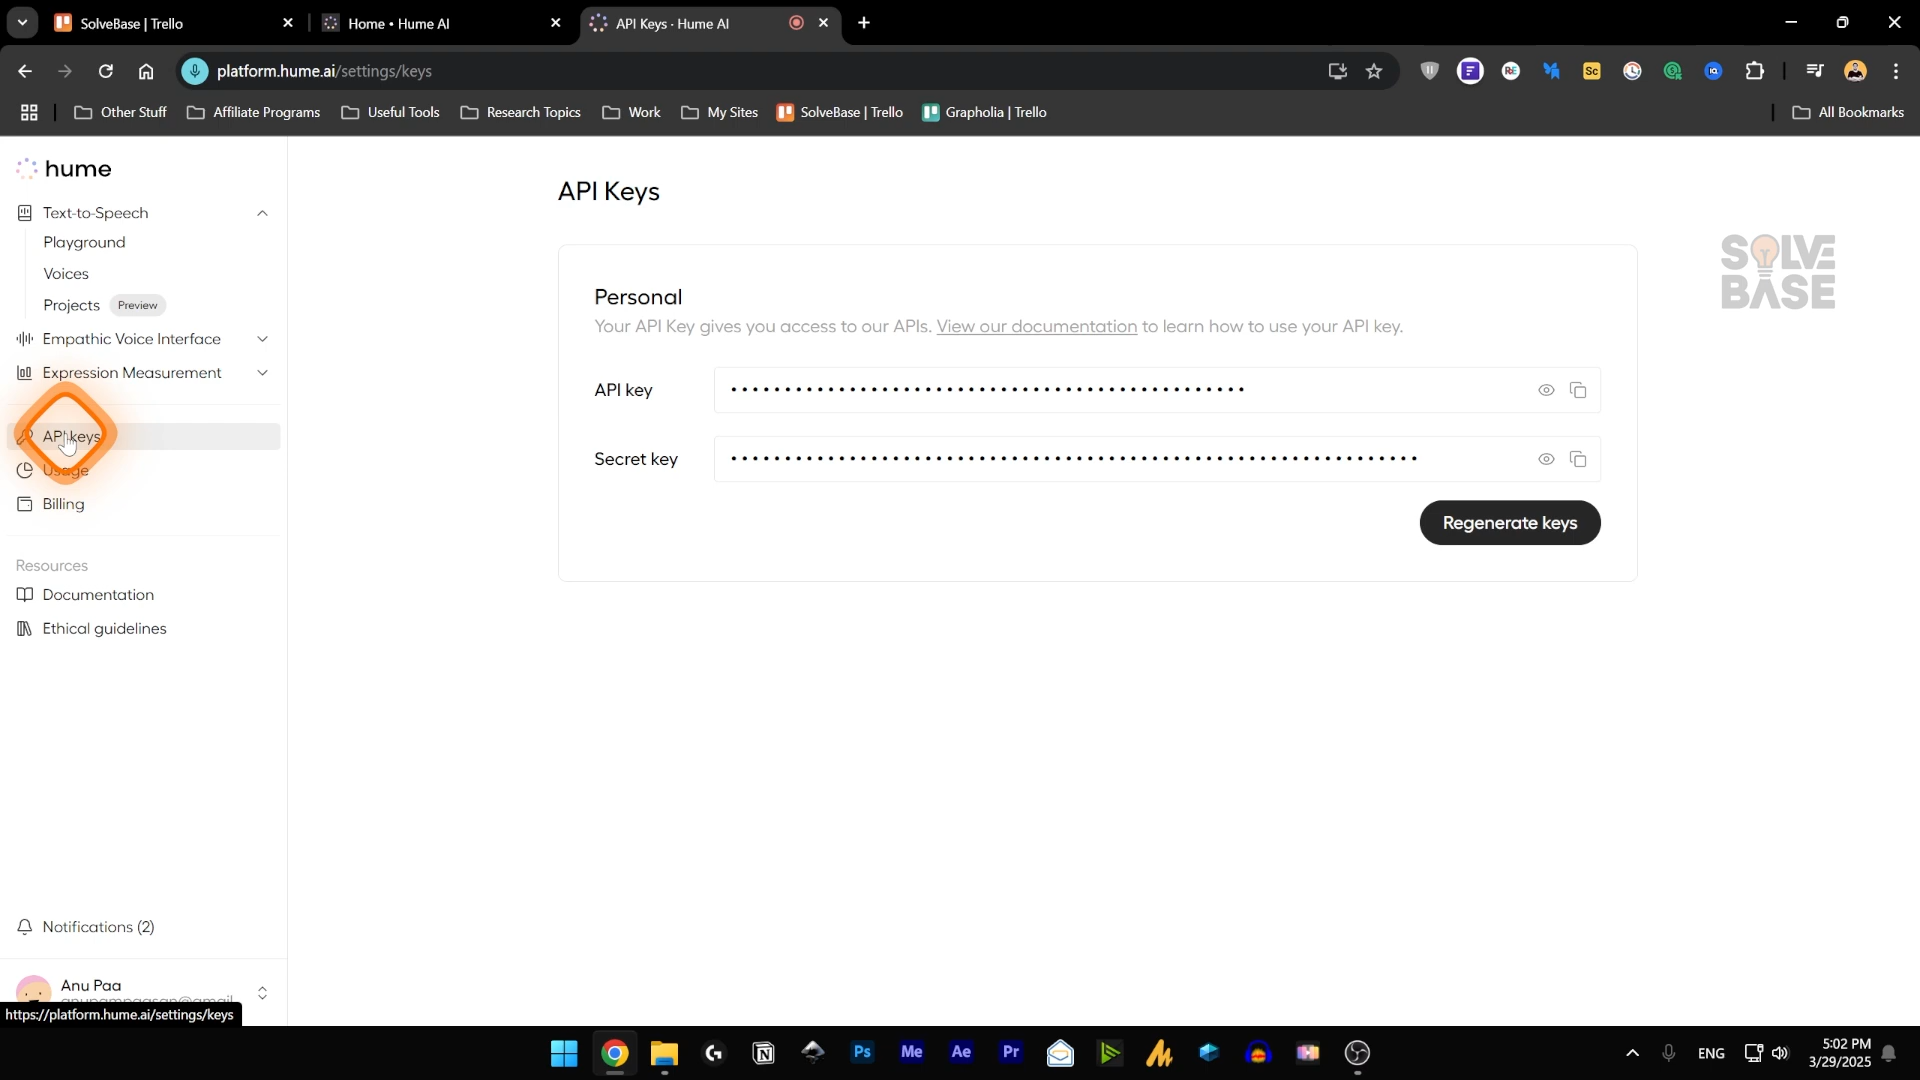 SolveBase | Trello
Home • Hume AI
API Keys · Hume AI
platform.hume.ai/settings/keys
Other Stuff
Affiliate Programs
Useful Tools
Research Topics
Work
My Sites
SolveBase | Trello
Grapholia | Trello
All Bookmarks
hume
Text-to-Speech
Playground
Voices
Projects Preview
Empathic Voice Interface
Expression Measurement
API keys
Usage
Billing
Resources
Documentation
Ethical guidelines
Notifications (2)
Anu Paa
https://platform.hume.ai/settings/keys
API Keys
Personal
Your API Key gives you access to our APIs. View our documentation to learn how to use your API key.
API key
Secret key
Regenerate keys
SOLVE
BASE
Ps
Me
Ae
Pr
ENG
5:02 PM
3/29/2025